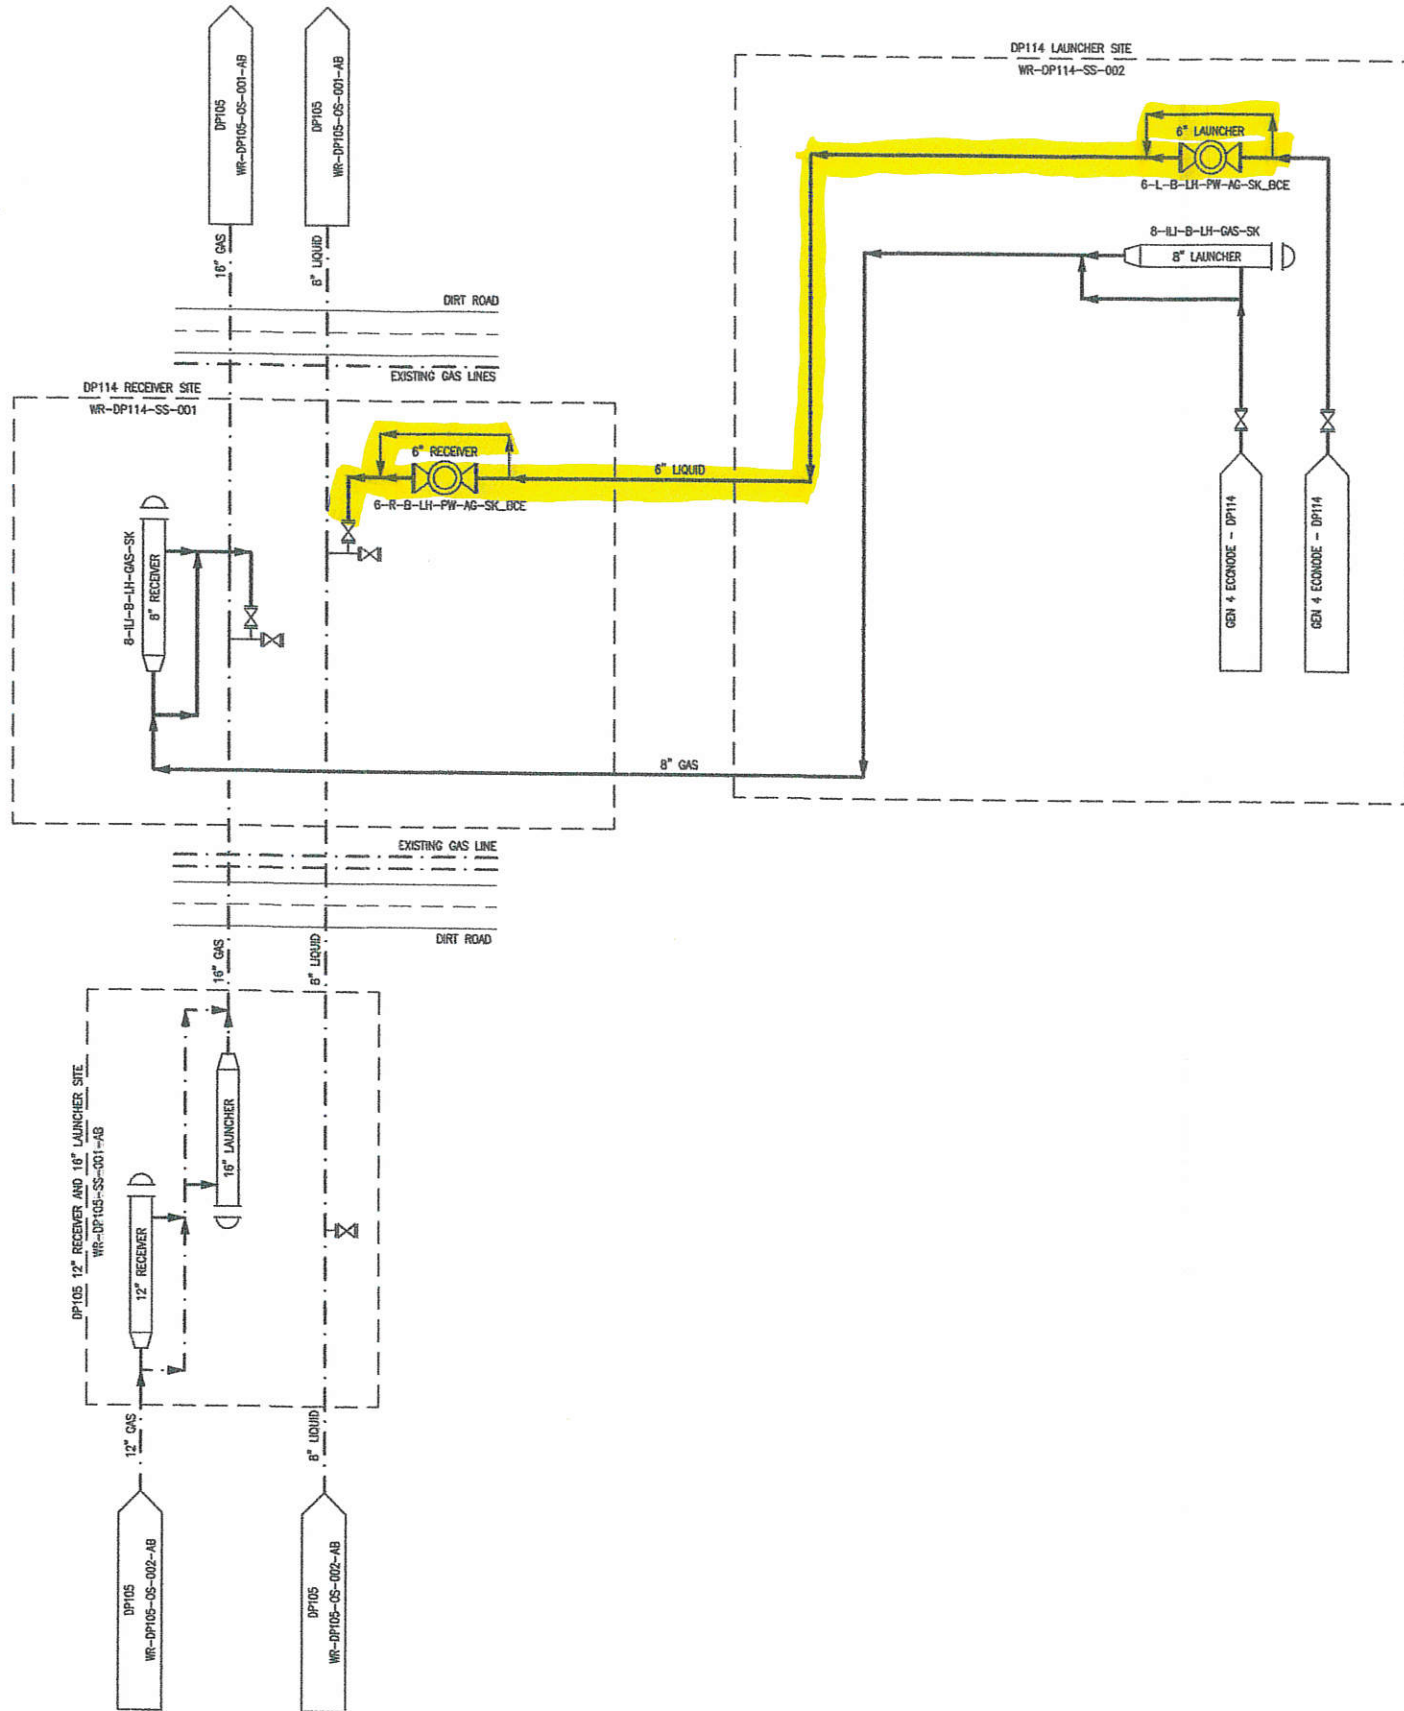 DP105
WR-DP105-OS-001-AB
DP105
WR-DP105-OS-001-AB
16" GAS
8" LIQUID
DIRT ROAD
EXISTING GAS LINES
DP114 LAUNCHER SITE
WR-DP114-SS-002
6" LAUNCHER
6-L-B-LH-PW-AG-SK_BCE
8-ILI-B-LH-GAS-SK
8" LAUNCHER
GEN 4 ECONODE - DP114
GEN 4 ECONODE - DP114
DP114 RECEIVER SITE
WR-DP114-SS-001
6" RECEIVER
6-R-B-LH-PW-AG-SK_BCE
6" LIQUID
8-ILI-B-LH-GAS-SK
8" RECEIVER
8" GAS
EXISTING GAS LINE
DIRT ROAD
16" GAS
8" LIQUID
DP105 12" RECEIVER AND 16" LAUNCHER SITE
WR-DP105-SS-001-AB
16" LAUNCHER
12" RECEIVER
12" GAS
8" LIQUID
DP105
WR-DP105-OS-002-AB
DP105
WR-DP105-OS-002-AB